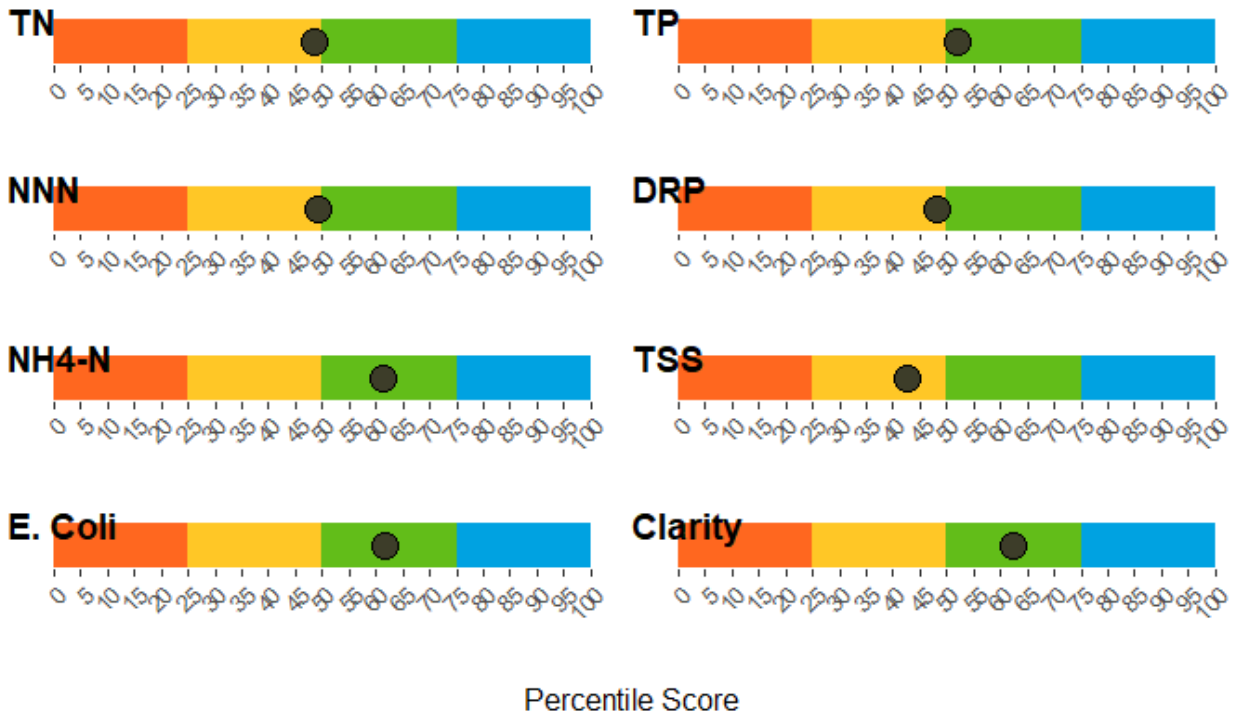 TN
0 5 10 15 20 25 30 35 40 45 50 55 60 65 70 75 80 85 90 95 100
TP
0 5 10 15 20 25 30 35 40 45 50 55 60 65 70 75 80 85 90 95 100
NNN
0 5 10 15 20 25 30 35 40 45 50 55 60 65 70 75 80 85 90 95 100
DRP
0 5 10 15 20 25 30 35 40 45 50 55 60 65 70 75 80 85 90 95 100
NH4-N
0 5 10 15 20 25 30 35 40 45 50 55 60 65 70 75 80 85 90 95 100
TSS
0 5 10 15 20 25 30 35 40 45 50 55 60 65 70 75 80 85 90 95 100
E. Coli
0 5 10 15 20 25 30 35 40 45 50 55 60 65 70 75 80 85 90 95 100
Clarity
0 5 10 15 20 25 30 35 40 45 50 55 60 65 70 75 80 85 90 95 100
Percentile Score